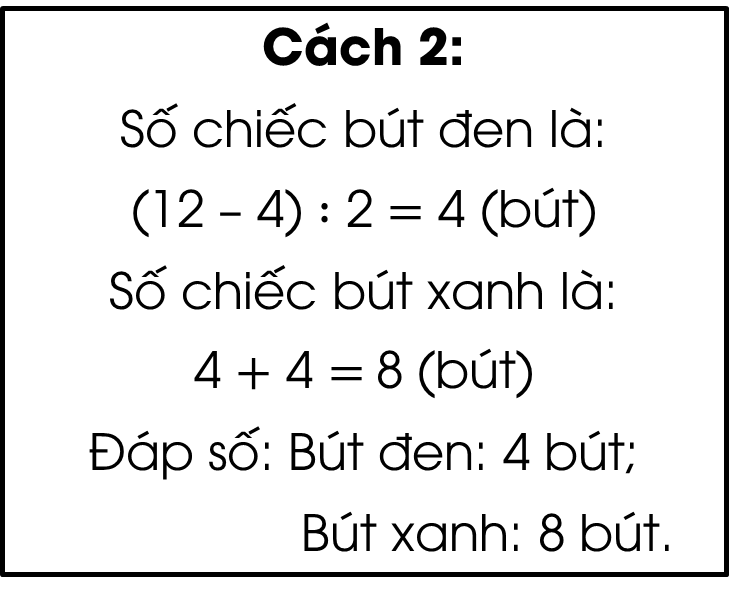 Cách 2:
Số chiếc bút đen là:
(12 – 4) : 2 = 4 (bút)
Số chiếc bút xanh là:
4 + 4 = 8 (bút)
Đáp số: Bút đen: 4 bút;
Bút xanh: 8 bút.